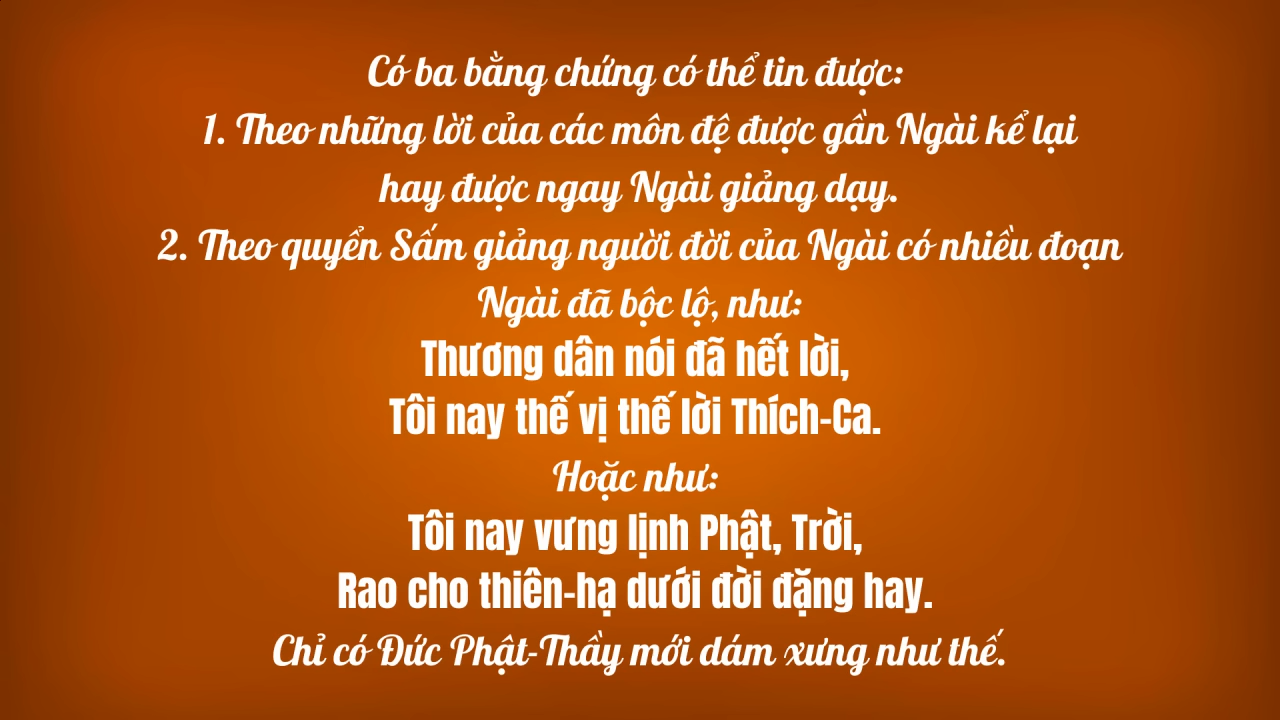 Có ba bằng chứng có thể tin được:
1. Theo những lời của các môn đệ được gần Ngài kể lại
hay được ngay Ngài giảng dạy.
2. Theo quyển Sấm giảng người đời của Ngài có nhiều đoạn
Ngài đã bộc lộ, như:
Thương dân nói đã hết lời,
Tôi nay thế vị thế lời Thích-Ca.
Hoặc như:
Tôi nay vưng lịnh Phật, Trời,
Rao cho thiên-hạ dưới đời đặng hay.
Chỉ có Đức Phật-Thầy mới dám xưng như thế.